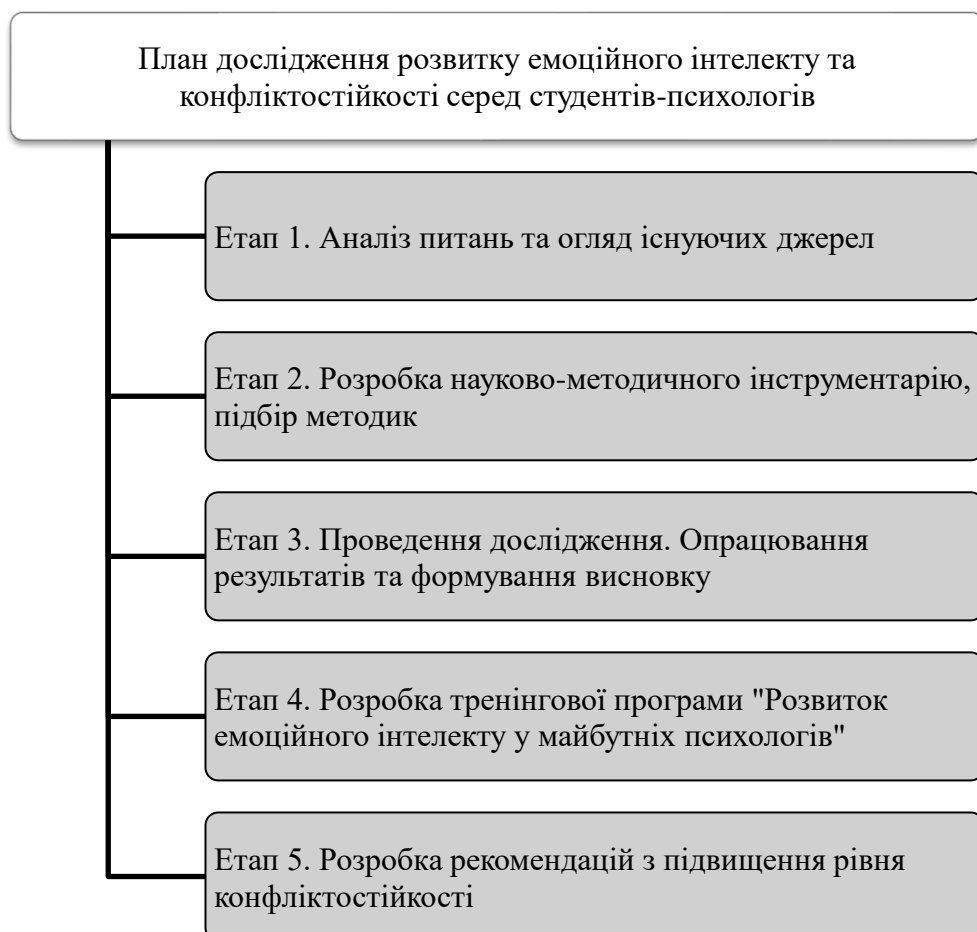 План дослідження розвитку емоційного інтелекту та
конфліктостійкості серед студентів-психологів
Етап 1. Аналіз питань та огляд існуючих джерел
Етап 2. Розробка науково-методичного інструментарію,
підбір методик
Етап 3. Проведення дослідження. Опрацювання
результатів та формування висновку
Етап 4. Розробка тренінгової програми "Розвиток
емоційного інтелекту у майбутніх психологів"
Етап 5. Розробка рекомендацій з підвищення рівня
конфліктостійкості